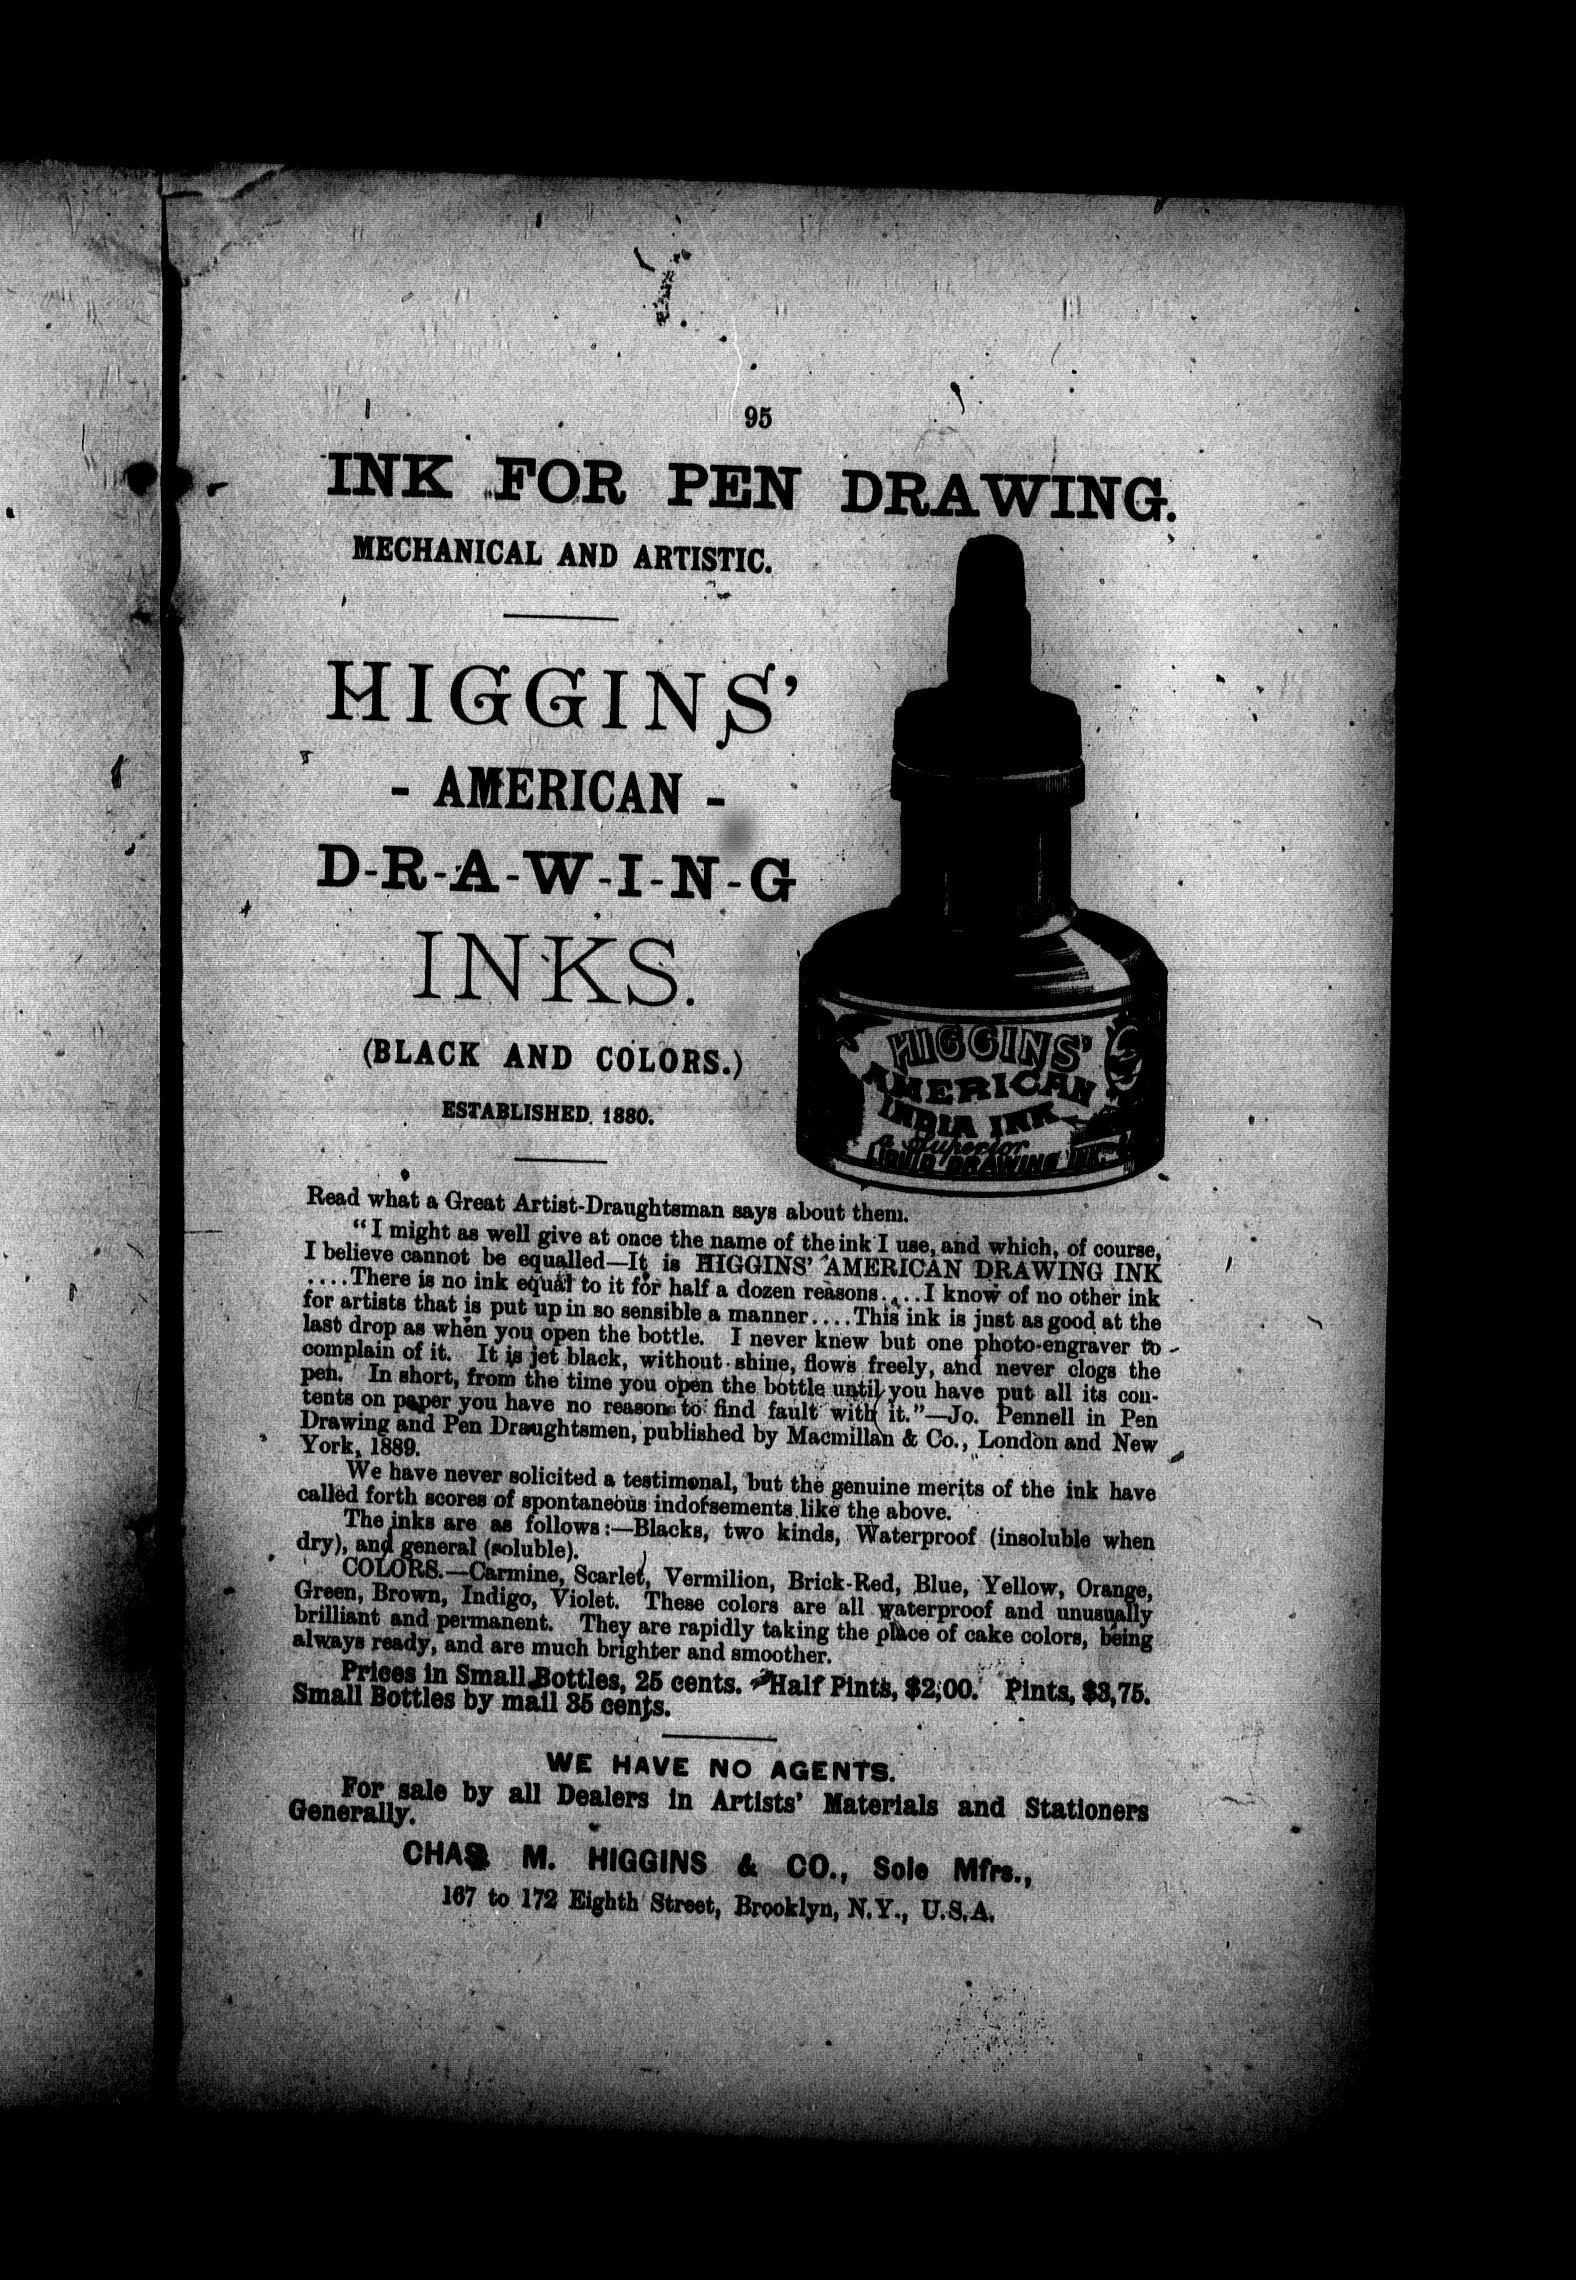 95
INK FOR PEN DRAWING.
MECHANICAL AND ARTISTIC.
HIGGINS'
- AMERICAN -
D-R-A-W-I-N-G
INKS.
(BLACK AND COLORS.)
ESTABLISHED 1880.
HIGGINS'
AMERICAN
INDIA INK
a Superior
LIQUID DRAWING INK
Read what a Great Artist-Draughtsman says about them.
"I might as well give at once the name of the ink I use, and which, of course,
I believe cannot be equalled—It is HIGGINS' AMERICAN DRAWING INK
....There is no ink equal to it for half a dozen reasons....I know of no other ink
for artists that is put up in so sensible a manner....This ink is just as good at the
last drop as when you open the bottle. I never knew but one photo-engraver to
complain of it. It is jet black, without shine, flows freely, and never clogs the
pen. In short, from the time you open the bottle until you have put all its con-
tents on paper you have no reason to find fault with it."—Jo. Pennell in Pen
Drawing and Pen Draughtsmen, published by Macmillan & Co., London and New
York, 1889.
We have never solicited a testimonal, but the genuine merits of the ink have
called forth scores of spontaneous indorsements like the above.
The inks are as follows:—Blacks, two kinds, Waterproof (insoluble when
dry), and general (soluble).
COLORS.—Carmine, Scarlet, Vermilion, Brick-Red, Blue, Yellow, Orange,
Green, Brown, Indigo, Violet. These colors are all waterproof and unusually
brilliant and permanent. They are rapidly taking the place of cake colors, being
always ready, and are much brighter and smoother.
Prices in Small Bottles, 25 cents. Half Pints, $2,00. Pints, $3,75.
Small Bottles by mail 35 cents.
WE HAVE NO AGENTS.
For sale by all Dealers in Artists' Materials and Stationers
Generally.
CHAS. M. HIGGINS & CO., Sole Mfrs.,
167 to 172 Eighth Street, Brooklyn, N.Y., U.S.A.